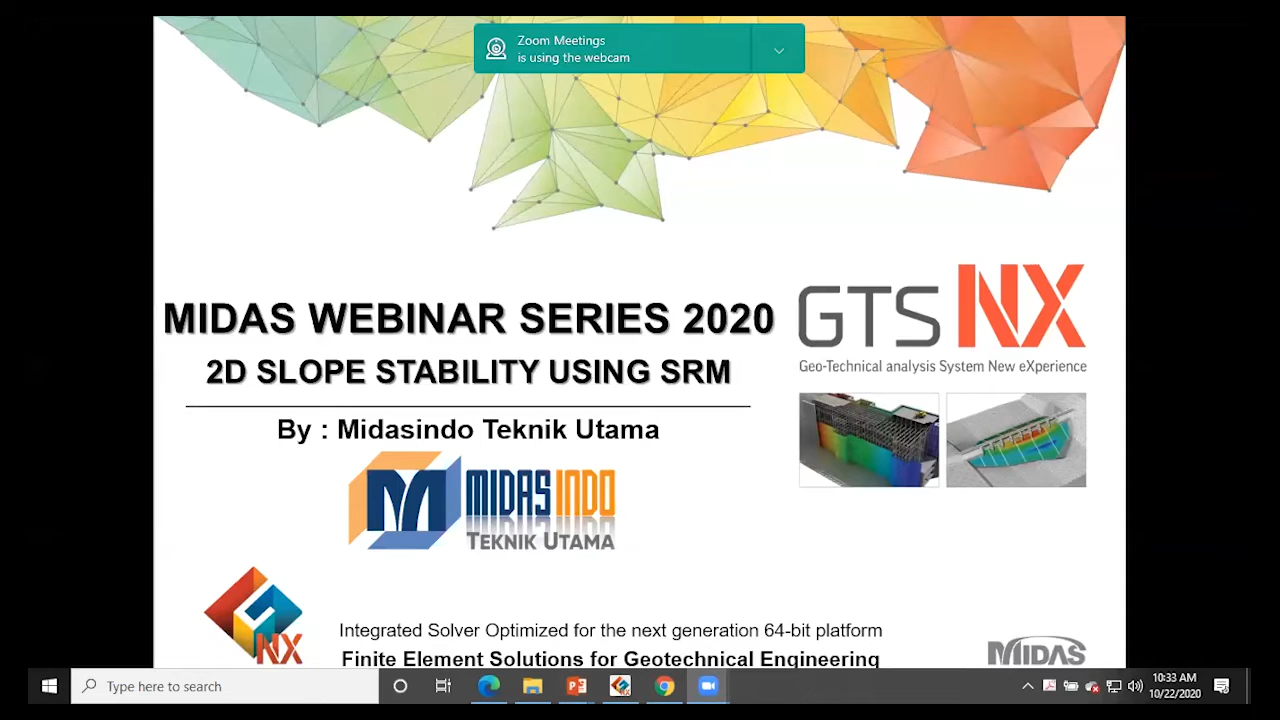 Zoom Meetings
is using the webcam
MIDAS WEBINAR SERIES 2020
2D SLOPE STABILITY USING SRM
By : Midasindo Teknik Utama
MIDASINDO
TEKNIK UTAMA
GTS NX
Geo-Technical analysis System New eXperience
NX
Integrated Solver Optimized for the next generation 64-bit platform
Finite Element Solutions for Geotechnical Engineering
MIDAS
Type here to search
10:33 AM
10/22/2020